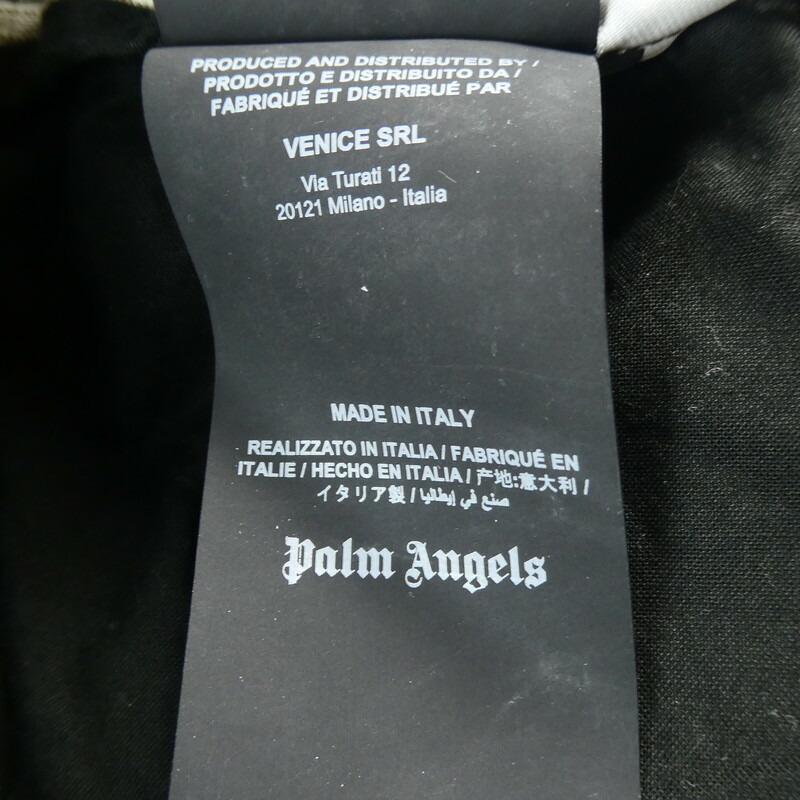 PRODUCED AND DISTRIBUTED BY /
PRODOTTO E DISTRIBUITO DA /
FABRIQUÉ ET DISTRIBUÉ PAR
VENICE SRL
Via Turati 12
20121 Milano - Italia
MADE IN ITALY
REALIZZATO IN ITALIA / FABRIQUÉ EN
ITALIE / HECHO EN ITALIA / 产地:意大利 /
イタリア製 / صنع في إيطاليا
Palm Angels